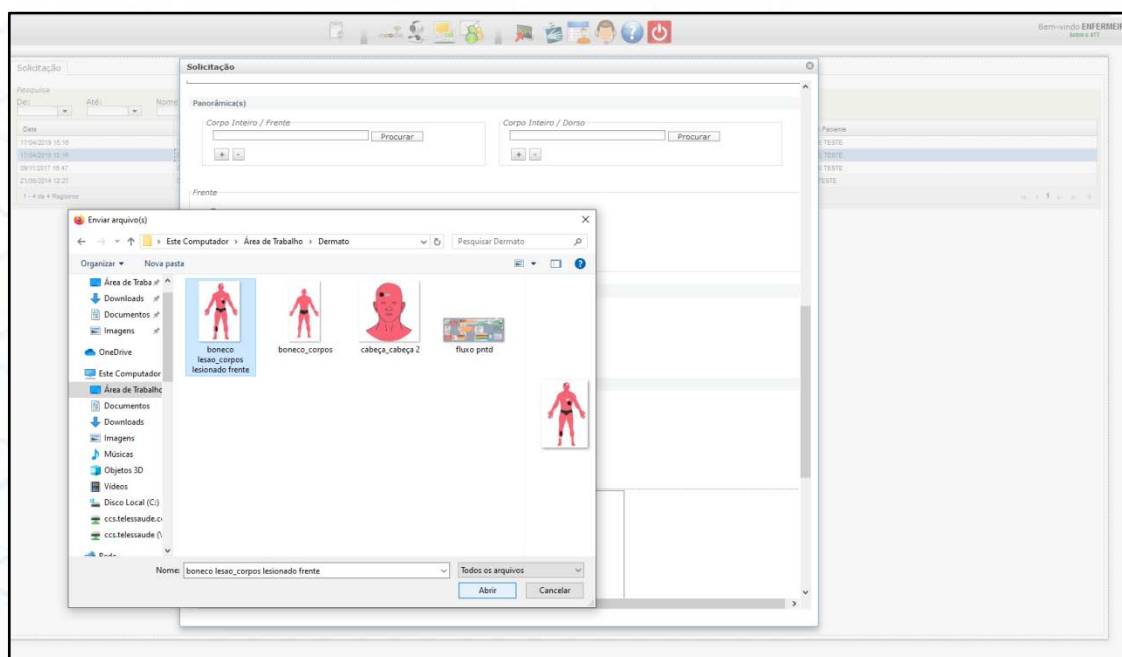 Bem-vindo ENFERMEIR
Solicitação
Pesquisa
De: Até: Nome
Data
17/04/2019 15:16
17/04/2019 15:15
09/11/2017 16:47
21/05/2014 12:27
1 - 4 de 4 Registros
Paciente
E TESTE
E TESTE
E TESTE
TESTE
1
Solicitação
Panorâmica(s)
Corpo Inteiro / Frente
Procurar
+ -
Corpo Inteiro / Dorso
Procurar
+ -
Frente
Enviar arquivo(s)
Este Computador > Área de Trabalho > Dermato
Pesquisar Dermato
Organizar
Nova pasta
Área de Traba
Downloads
Documentos
Imagens
OneDrive
Este Computador
Área de Trabalho
Documentos
Downloads
Imagens
Músicas
Objetos 3D
Vídeos
Disco Local (C:)
ccs.telessaude.c
ccs.telessaude (\
Rede
boneco
lesao_corpos
lesionado frente
boneco_corpos
cabeça_cabeça 2
fluxo pntd
Nome: boneco lesao_corpos lesionado frente
Todos os arquivos
Abrir
Cancelar